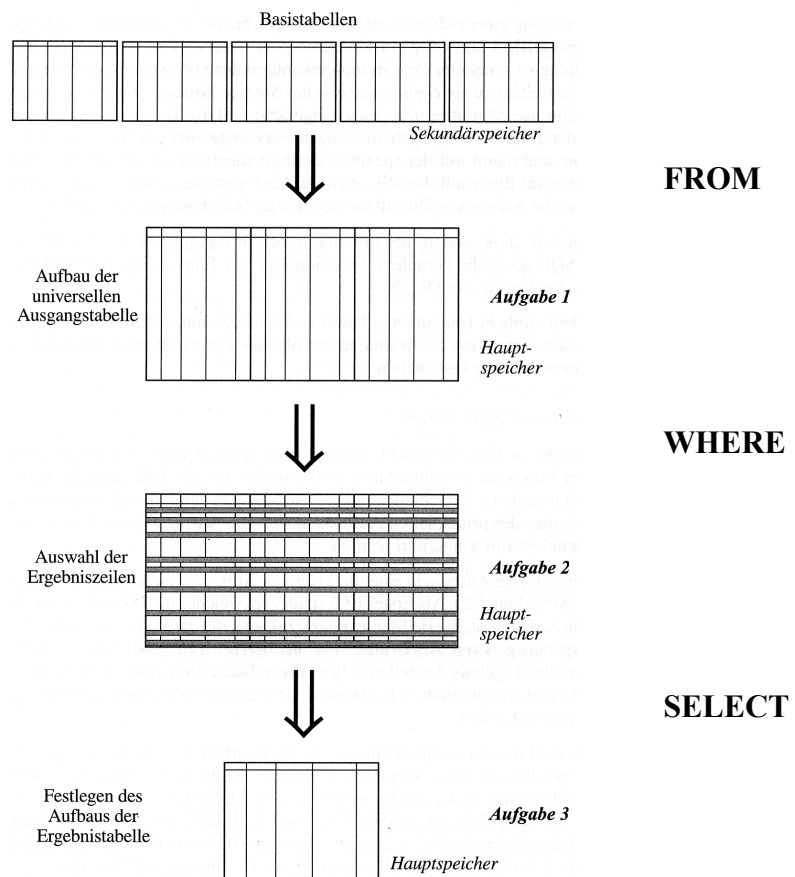 Basistabellen
Sekundärspeicher
FROM
Aufbau der
universellen
Ausgangstabelle
Aufgabe 1
Haupt-
speicher
WHERE
Auswahl der
Ergebniszeilen
Aufgabe 2
Haupt-
speicher
SELECT
Festlegen des
Aufbaus der
Ergebnistabelle
Aufgabe 3
Hauptspeicher